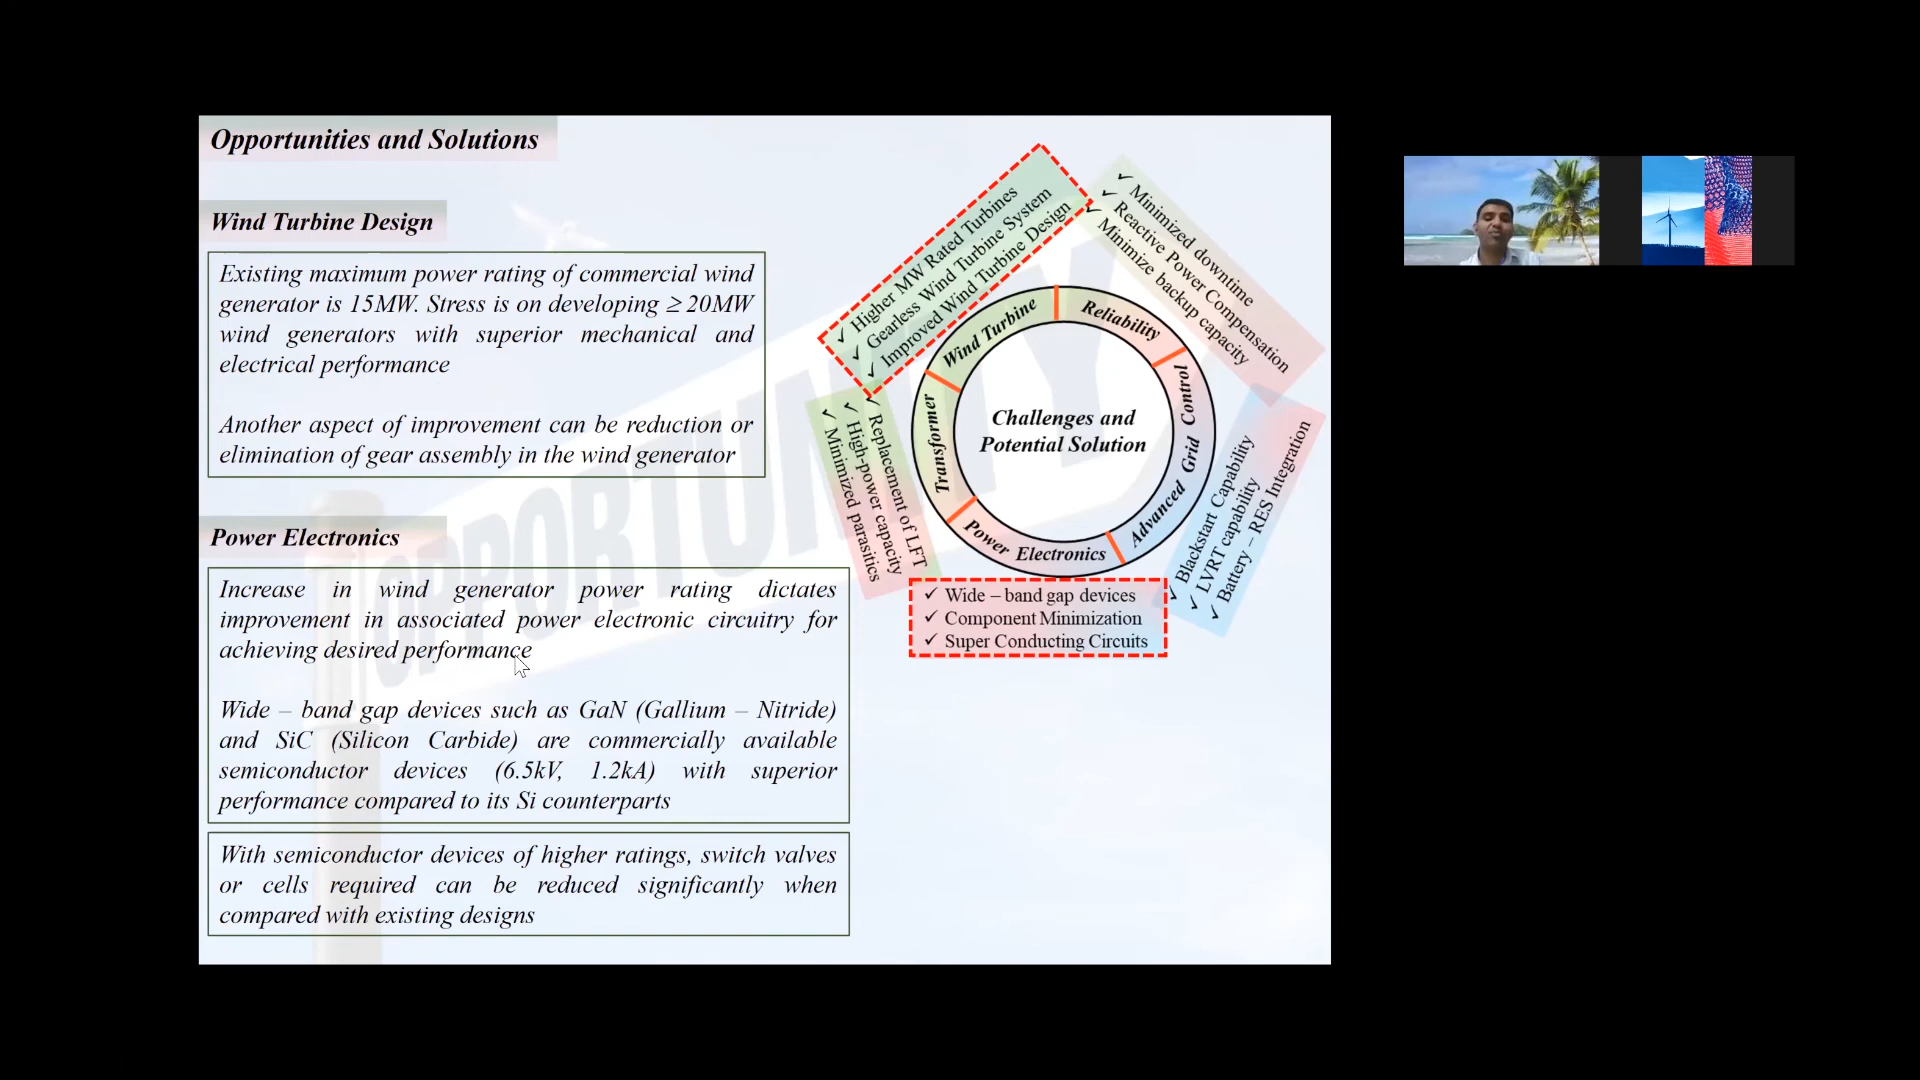 Opportunities and Solutions
Wind Turbine Design
Existing maximum power rating of commercial wind
generator is 15MW. Stress is on developing ≥ 20MW
wind generators with superior mechanical and
electrical performance
Another aspect of improvement can be reduction or
elimination of gear assembly in the wind generator
Power Electronics
Increase in wind generator power rating dictates
improvement in associated power electronic circuitry for
achieving desired performance
Wide – band gap devices such as GaN (Gallium – Nitride)
and SiC (Silicon Carbide) are commercially available
semiconductor devices (6.5kV, 1.2kA) with superior
performance compared to its Si counterparts
With semiconductor devices of higher ratings, switch valves
or cells required can be reduced significantly when
compared with existing designs
✓ Higher MW Rated Turbines
✓ Gearless Wind Turbine System
✓ Improved Wind Turbine Design
✓ Minimized downtime
✓ Reactive Power Compensation
✓ Minimize backup capacity
Wind Turbine
Reliability
Advanced Grid Control
Power Electronics
Transformer
Challenges and
Potential Solution
✓ Replacement of LFT
✓ High-power capacity
✓ Minimized parasitics
✓ Blackstart Capability
✓ LVRT capability
✓ Battery – RES Integration
✓ Wide – band gap devices
✓ Component Minimization
✓ Super Conducting Circuits
OPPORTUNITY